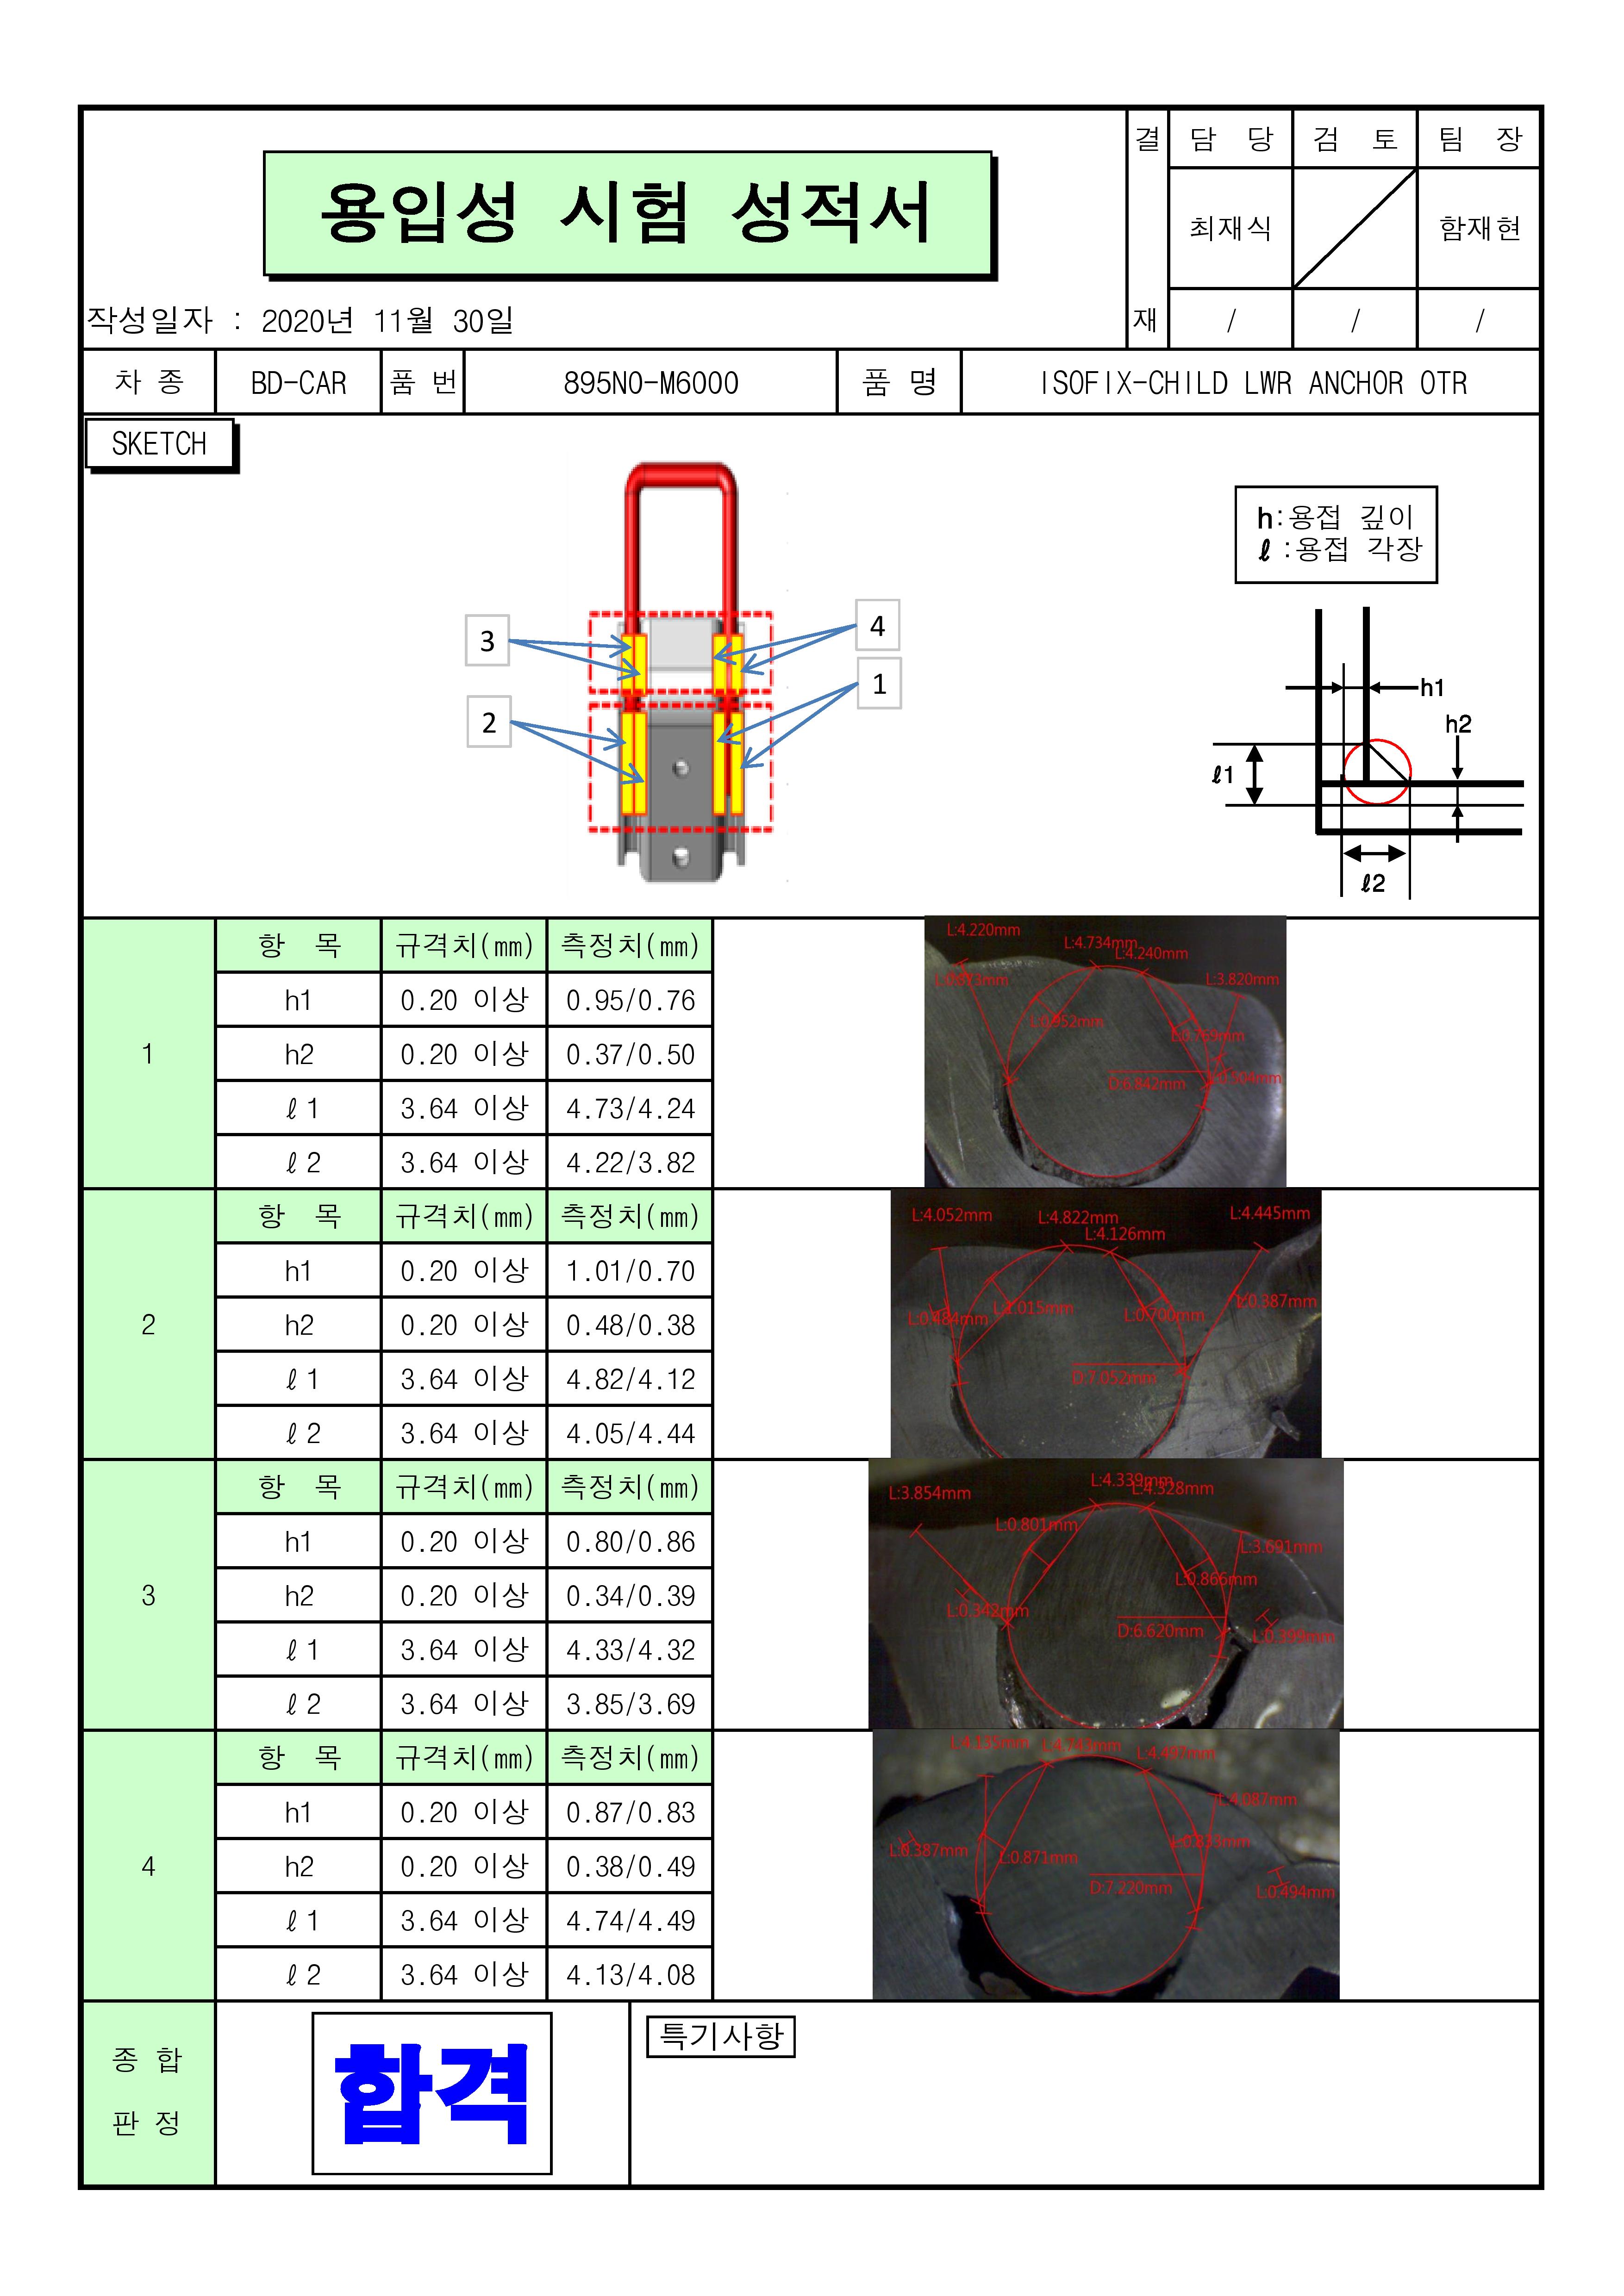 용입성 시험 성적서
결 재
담 당
검 토
팀 장
최재식
함재현
/
/
/
작성일자 : 2020년 11월 30일
차 종
BD-CAR
품 번
895N0-M6000
품 명
ISOFIX-CHILD LWR ANCHOR OTR
SKETCH
h:용접 깊이
ℓ :용접 각장
3
4
1
2
h1
h2
ℓ1
ℓ2
1
항 목 규격치(mm) 측정치(mm)
h1 0.20 이상 0.95/0.76
h2 0.20 이상 0.37/0.50
ℓ1 3.64 이상 4.73/4.24
ℓ2 3.64 이상 4.22/3.82
L:4.220mm
L:4.734mm
L:4.240mm
L:3.820mm
L:0.952mm
D:6.842mm
2
항 목 규격치(mm) 측정치(mm)
h1 0.20 이상 1.01/0.70
h2 0.20 이상 0.48/0.38
ℓ1 3.64 이상 4.82/4.12
ℓ2 3.64 이상 4.05/4.44
L:4.052mm
L:4.822mm
L:4.126mm
L:4.445mm
L:0.484mm
L:1.015mm
L:0.700mm
L:0.387mm
D:7.052mm
3
항 목 규격치(mm) 측정치(mm)
h1 0.20 이상 0.80/0.86
h2 0.20 이상 0.34/0.39
ℓ1 3.64 이상 4.33/4.32
ℓ2 3.64 이상 3.85/3.69
L:3.854mm
L:4.339mm
L:4.328mm
L:0.801mm
L:3.691mm
L:0.866mm
L:0.342mm
D:6.620mm
L:0.399mm
4
항 목 규격치(mm) 측정치(mm)
h1 0.20 이상 0.87/0.83
h2 0.20 이상 0.38/0.49
ℓ1 3.64 이상 4.74/4.49
ℓ2 3.64 이상 4.13/4.08
L:4.135mm
L:4.743mm
L:4.497mm
L:4.087mm
L:0.387mm
L:0.871mm
L:0.833mm
D:7.220mm
L:0.494mm
종 합
판 정
합격
특기사항